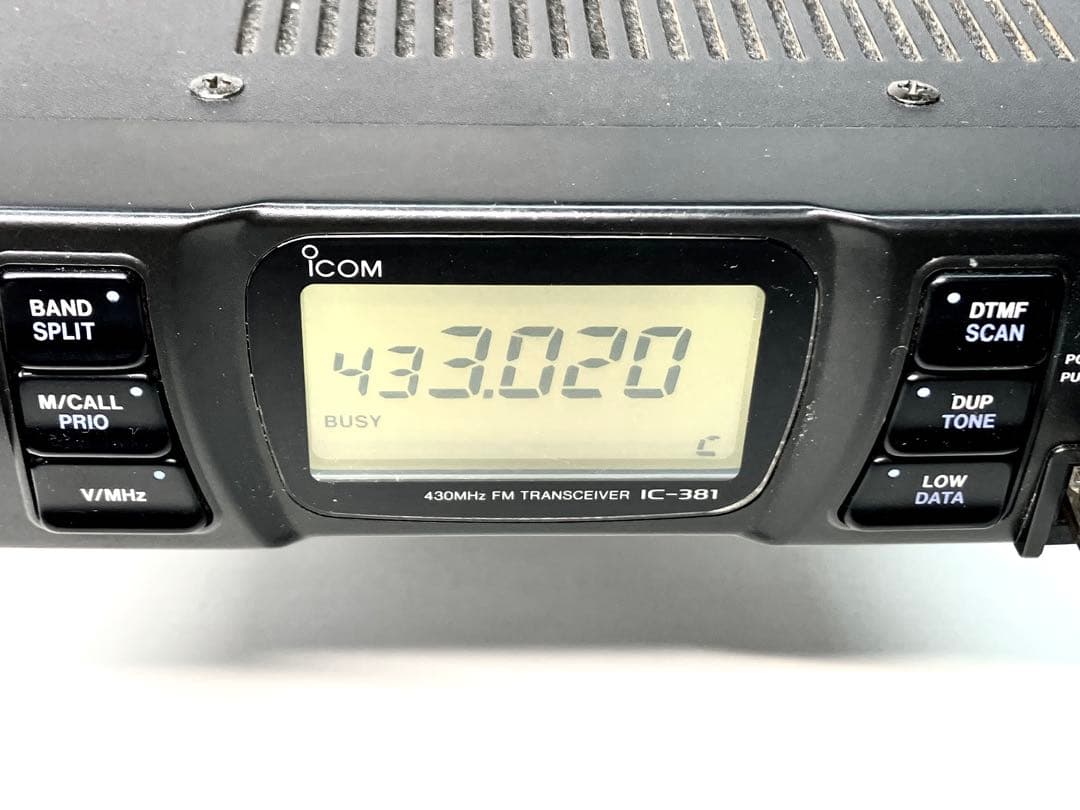 ICOM
BAND
SPLIT
M/CALL
PRIO
V/MHz
433.020
BUSY
C
430MHz FM TRANSCEIVER IC-381
DTMF
SCAN
DUP
TONE
LOW
DATA